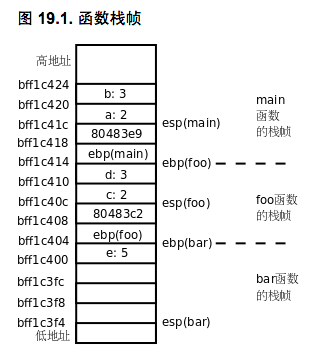 图 19.1. 函数栈帧
高地址
bff1c424
b: 3
bff1c420
a: 2
bff1c41c
esp(main)
80483e9
bff1c418
ebp(main)
bff1c414
ebp(foo)
d: 3
bff1c410
c: 2
bff1c40c
esp(foo)
80483c2
bff1c408
ebp(foo)
bff1c404
ebp(bar)
e: 5
bff1c400
bff1c3fc
bff1c3f8
bff1c3f4
esp(bar)
低地址
main
函数
的栈帧
foo函数
的栈帧
bar函数
的栈帧